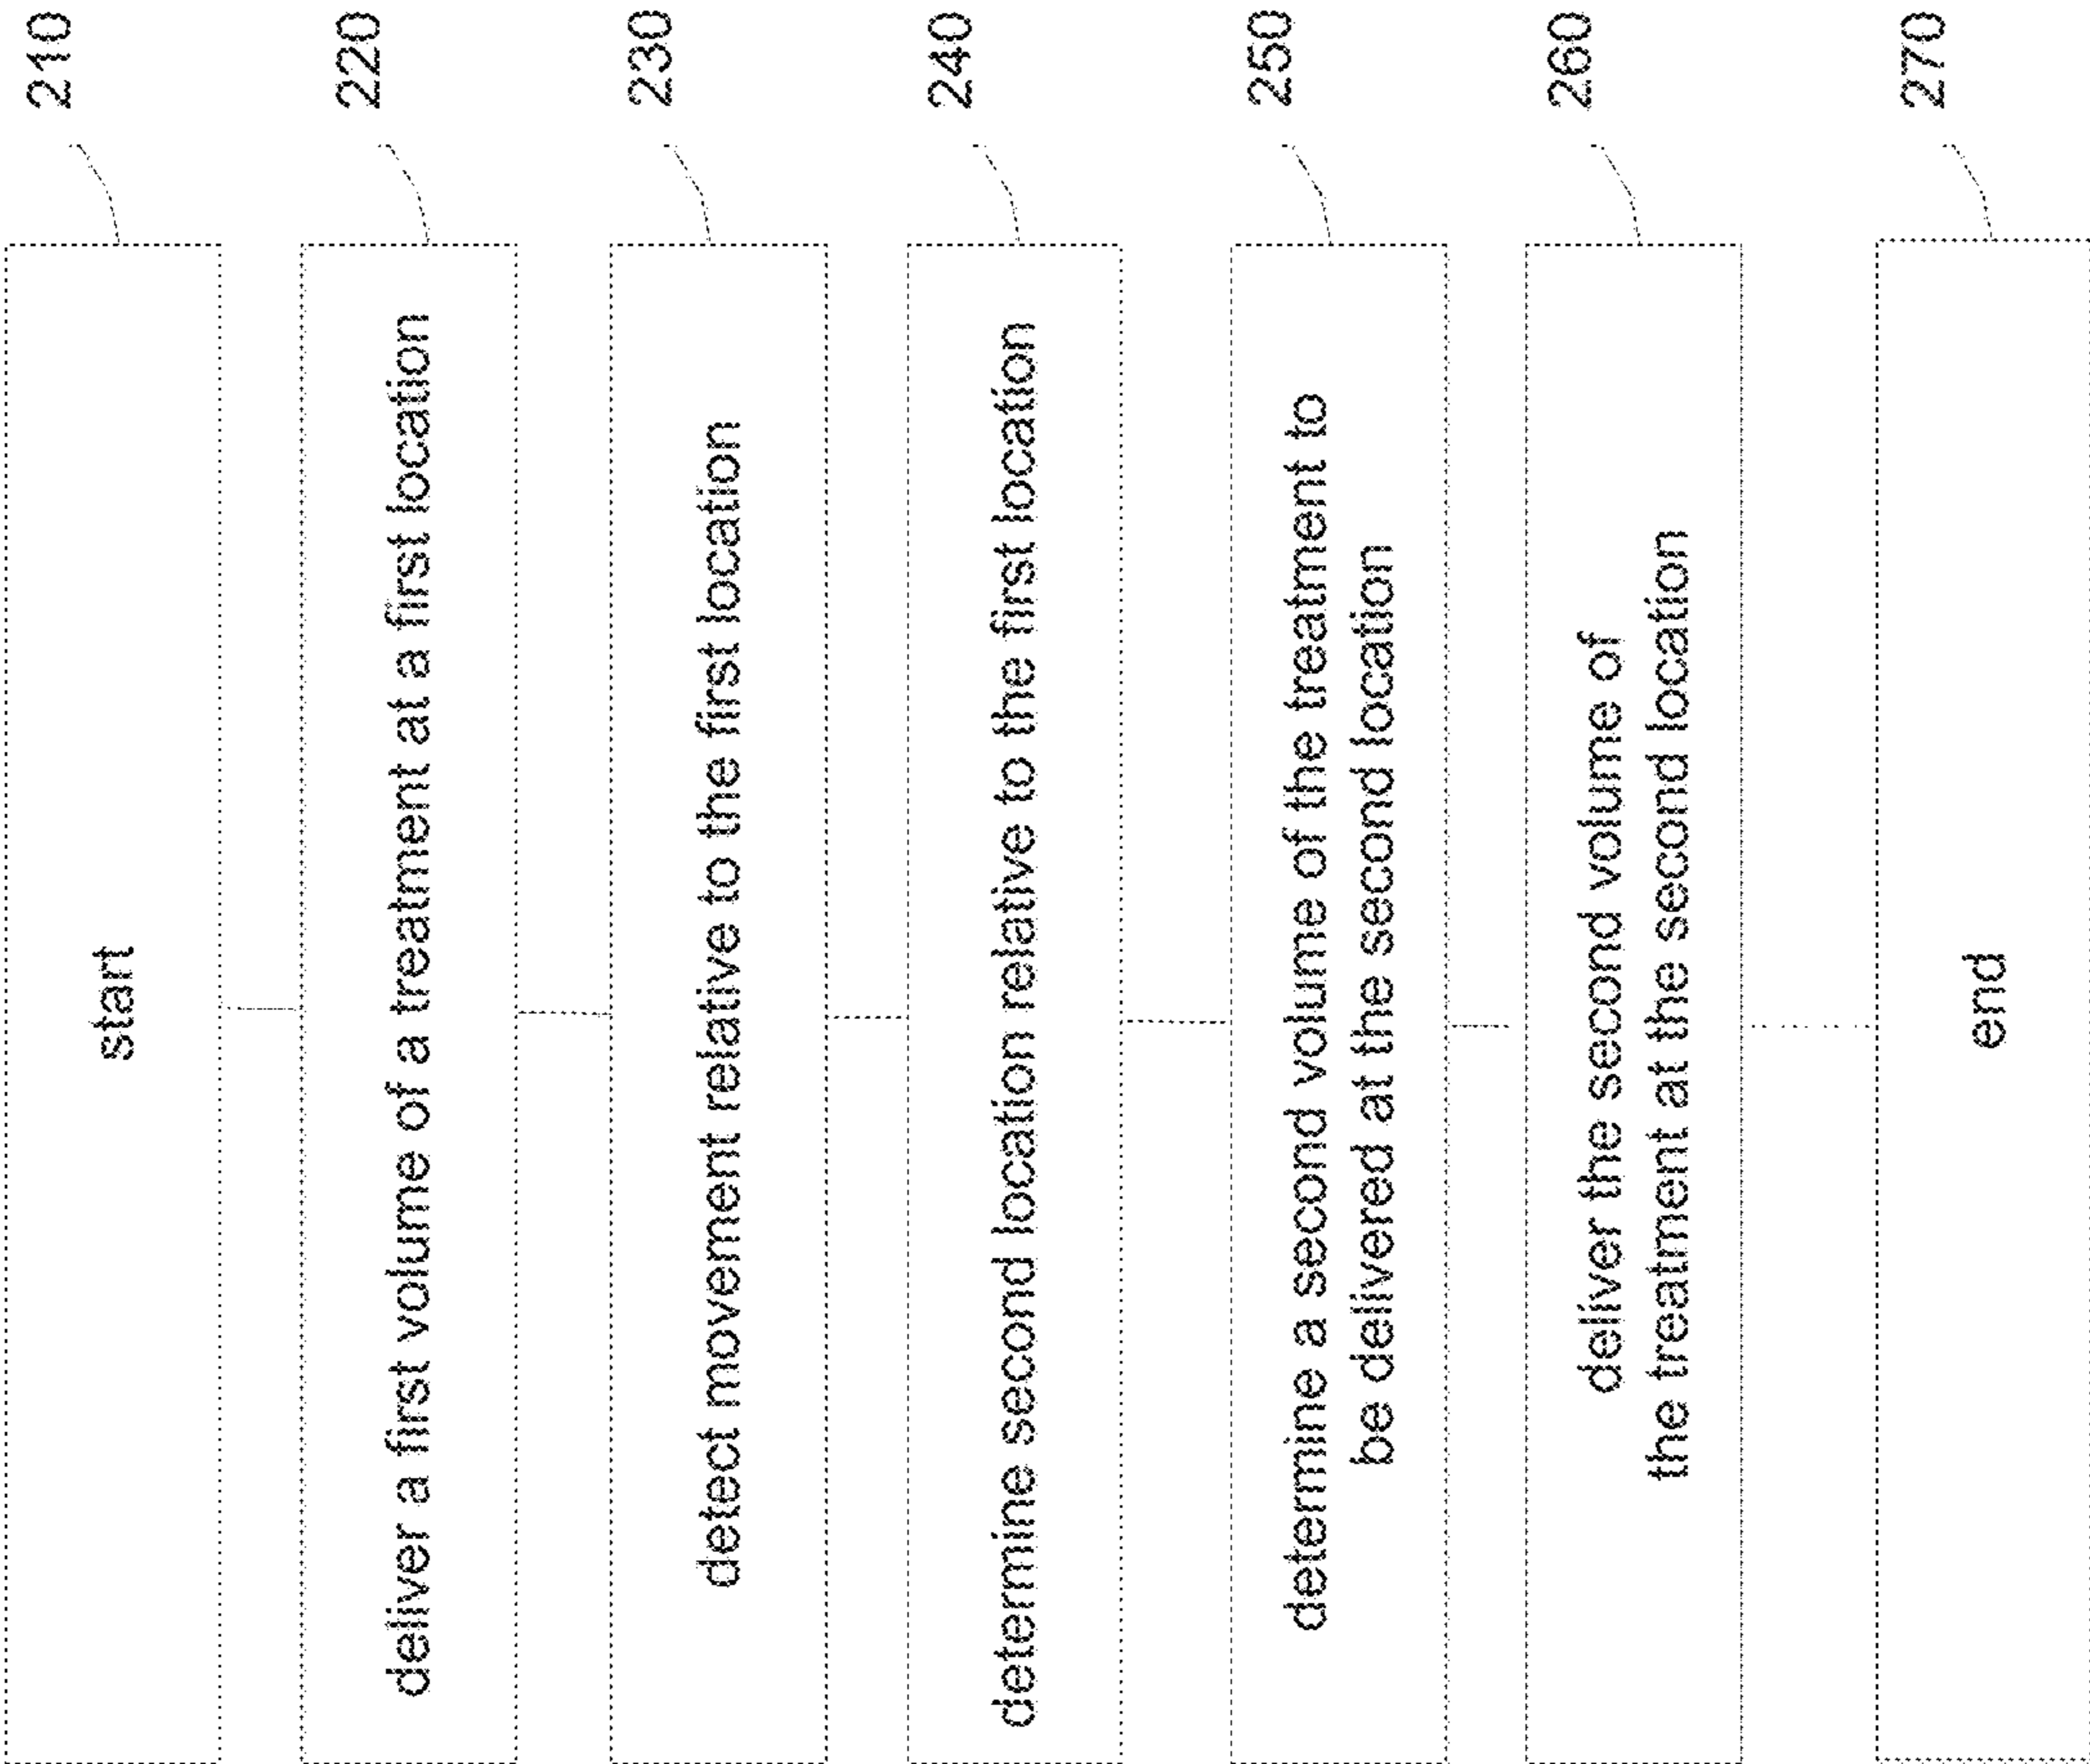 start
210
deliver a first volume of a treatment at a first location
220
detect movement relative to the first location
230
determine second location relative to the first location
240
determine a second volume of the treatment to
be delivered at the second location
250
deliver the second volume of
the treatment at the second location
260
end
270